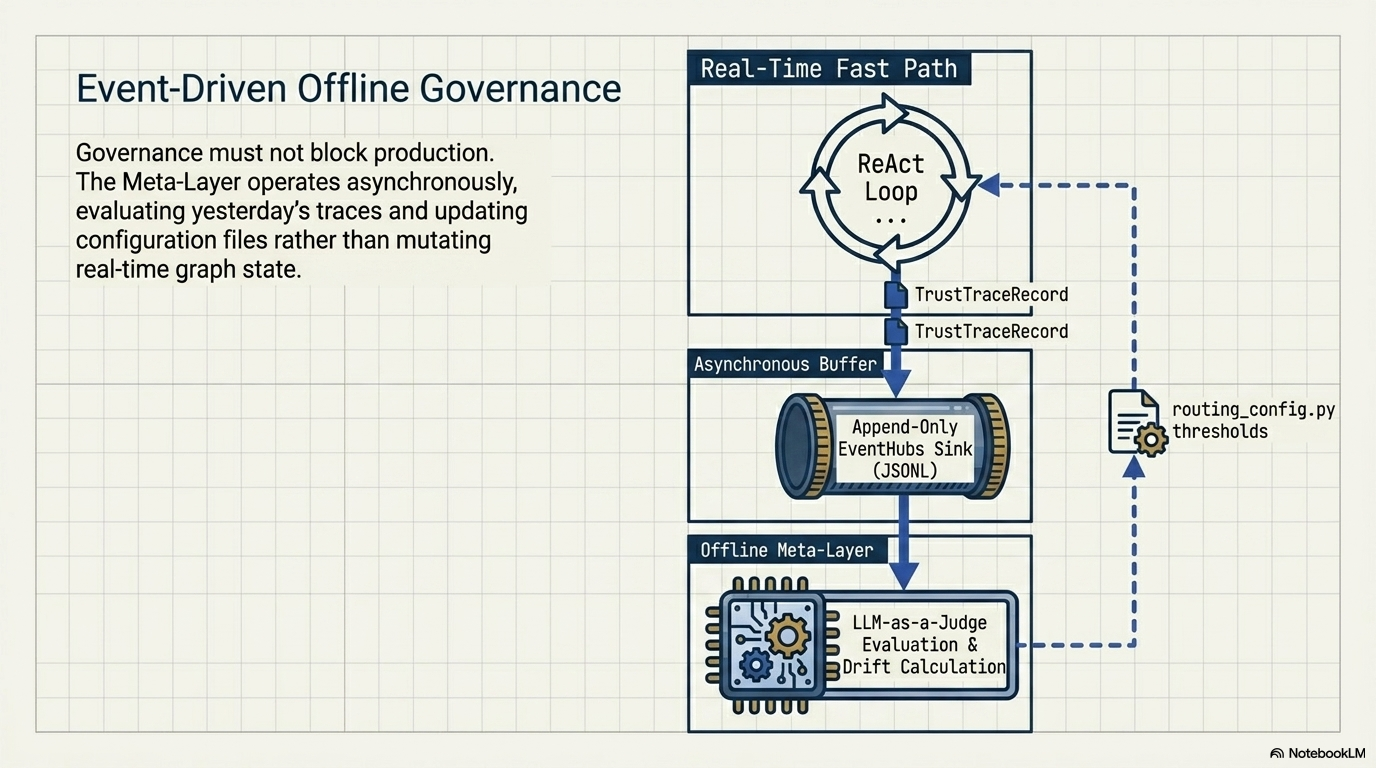 Event-Driven Offline Governance
Governance must not block production.
The Meta-Layer operates asynchronously,
evaluating yesterday's traces and updating
configuration files rather than mutating
real-time graph state.
Real-Time Fast Path
ReAct
Loop
...
TrustTraceRecord
TrustTraceRecord
Asynchronous Buffer
Append-Only
EventHubs Sink
(JSONL)
routing_config.py
thresholds
Offline Meta-Layer
LLM-as-a-Judge
Evaluation &
Drift Calculation
NotebookLM